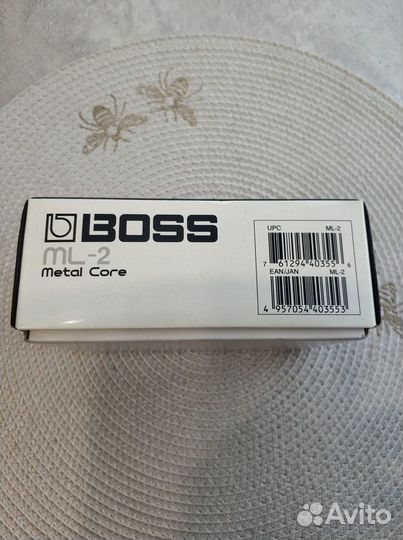 BOSS
ML-2
Metal Core
UPC ML-2
7 61294 40355 6
EAN/JAN ML-2
4 957054 403553
Avito